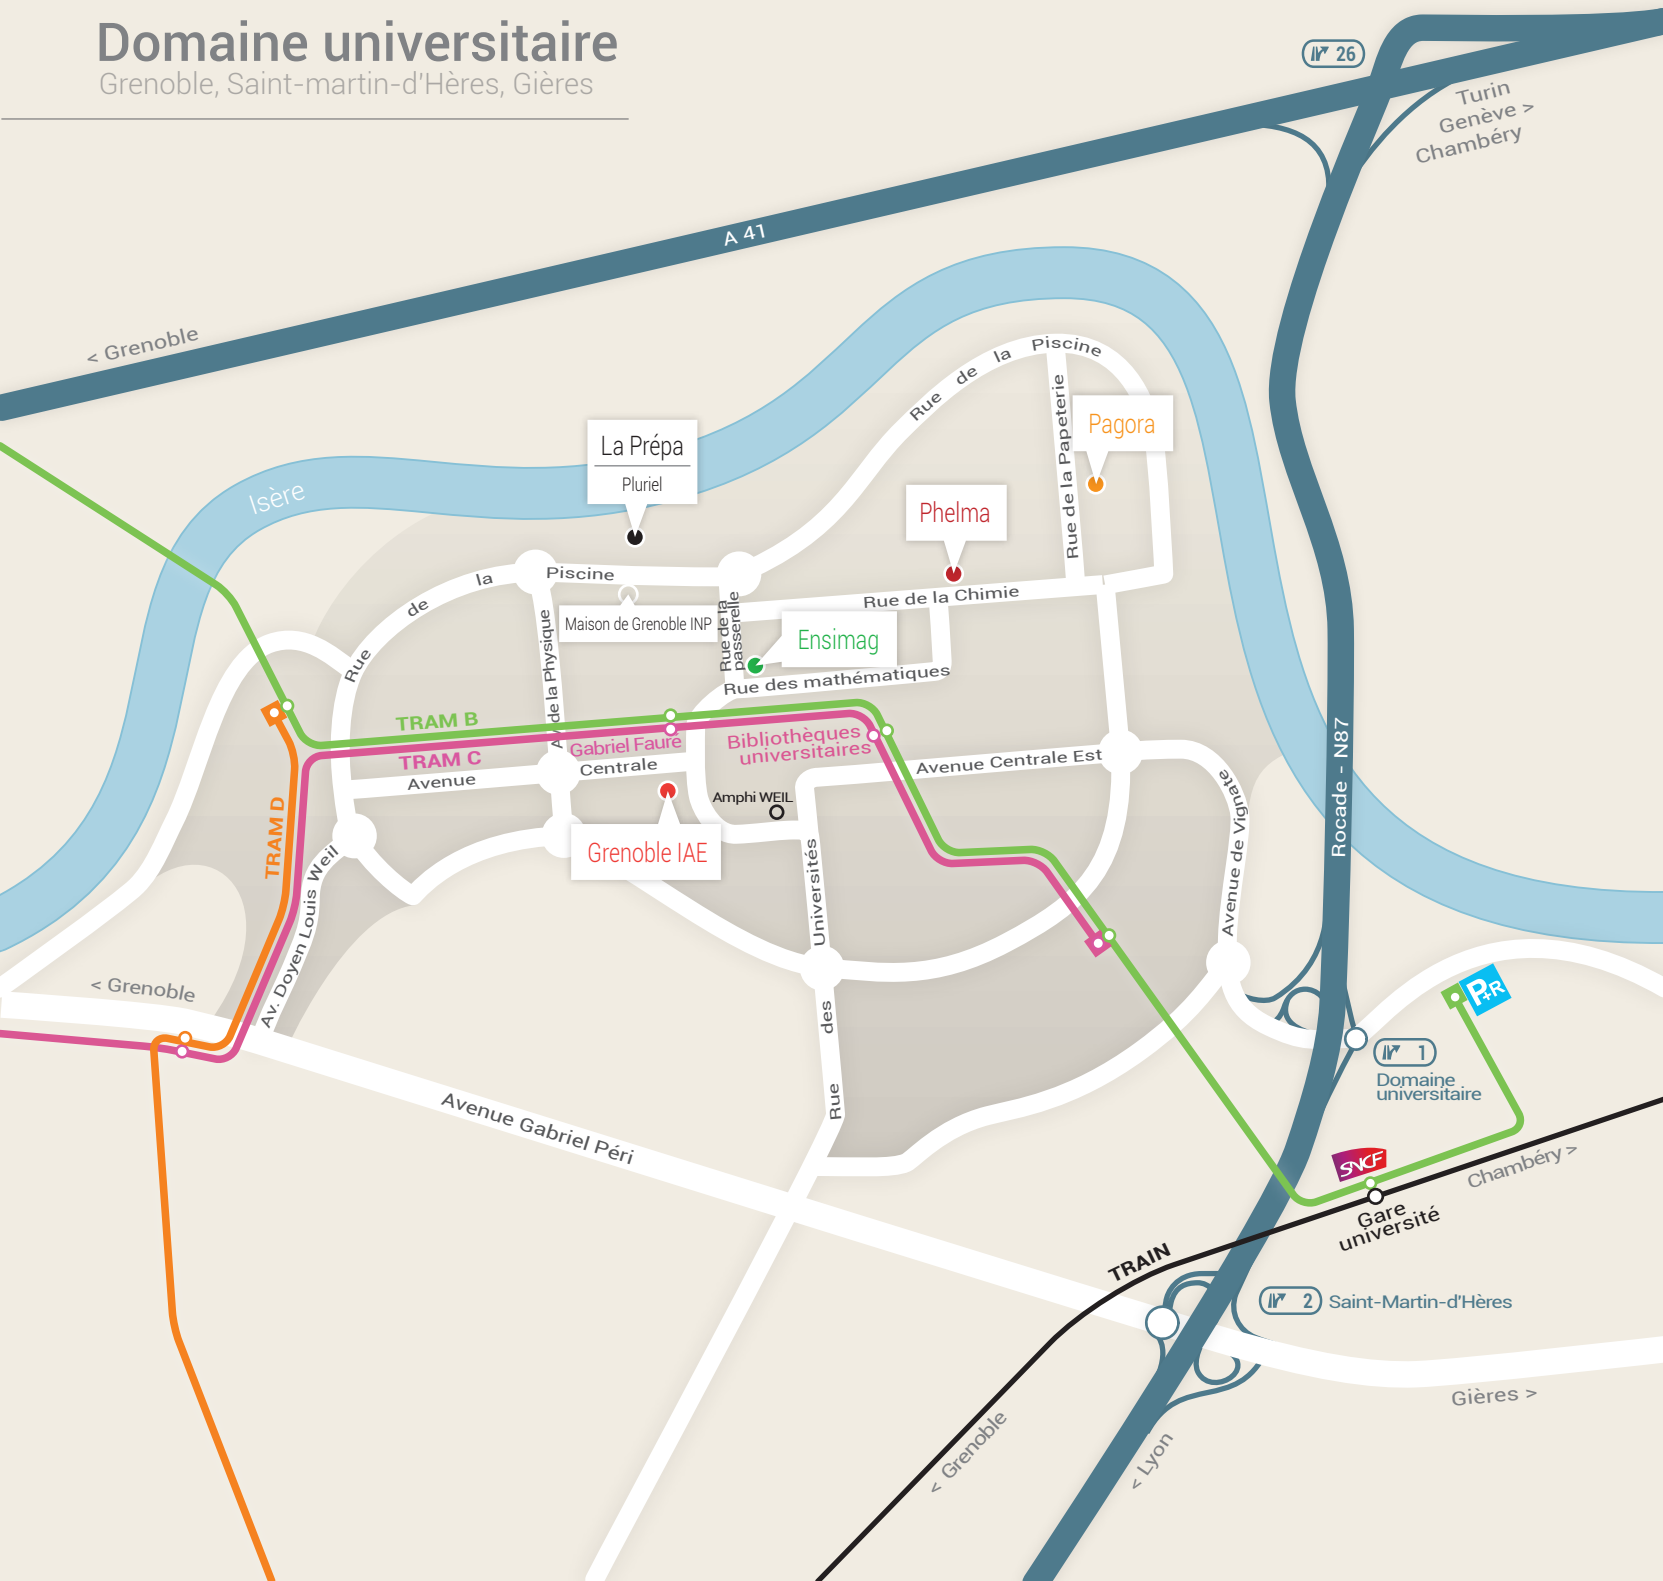 Domaine universitaire
Grenoble, Saint-martin-d'Hères, Gières
26
Turin
Genève >
Chambéry
A 41
< Grenoble
Isère
La Prépa
Pluriel
Rue de la Piscine
Rue de la Papeterie
Pagora
Phelma
Rue de la Piscine
Maison de Grenoble INP
Rue de la
passerelle
Rue de la Chimie
Ensimag
Rue des mathématiques
Av. de la Physique
TRAM B
TRAM C
Gabriel Fauré
Bibliothèques
universitaires
Avenue Centrale
Avenue Centrale Est
Amphi WEIL
Grenoble IAE
TRAM D
Av. Doyen Louis Weil
Rue des Universités
Avenue de Vignate
Rocade - N87
< Grenoble
Avenue Gabriel Péri
P+R
1
Domaine
universitaire
SNCF
Gare
université
Chambéry >
TRAIN
2
Saint-Martin-d'Hères
Gières >
< Grenoble
< Lyon